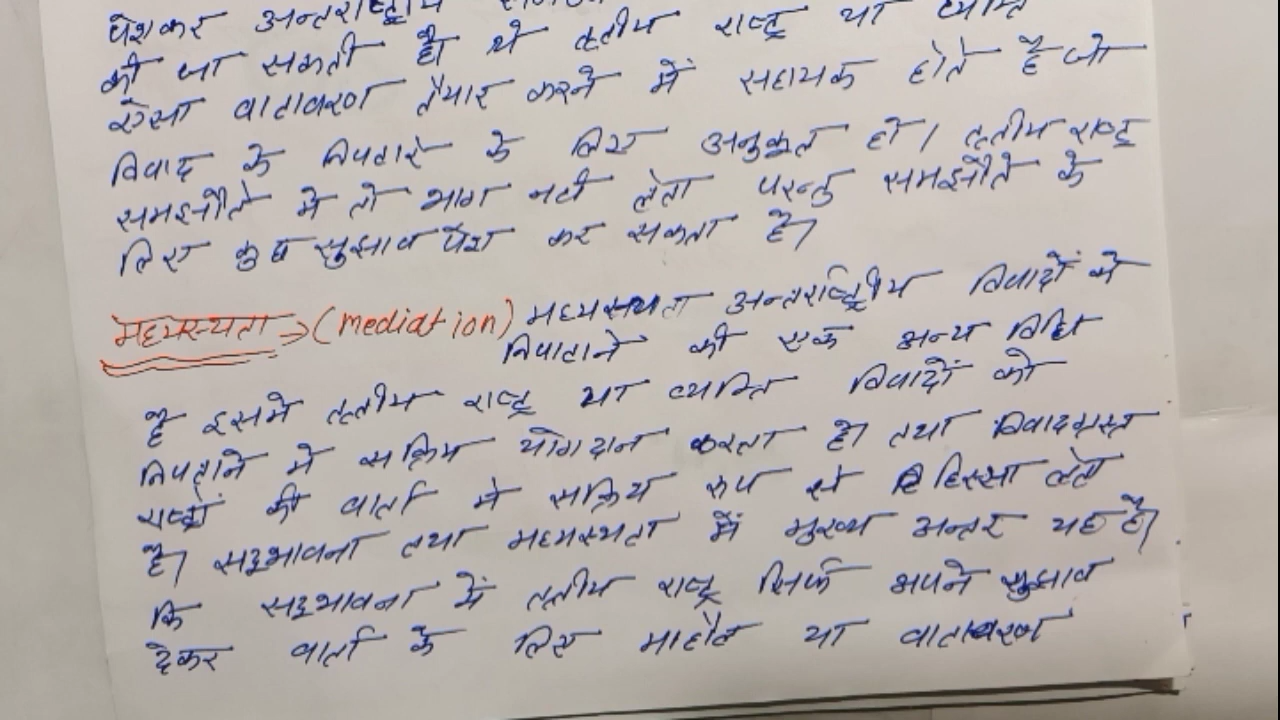 पेशकर अन्तराष्ट्रीय
की जा सकती है। ये तृतीय राष्ट्र या व्यक्ति
ऐसा वातावरण तैयार करने में सहायक होते है जो
विवाद के निपटारे के लिए अनुकूल हो। तृतीय राष्ट्र
समझौते मे तो भाग नही लेता परन्तु समझौते के
लिए कुछ सुझाव पेश कर सकता है।
मध्यस्थता → (mediation) मध्यस्थता अन्तराष्ट्रीय विवादों मे
निपटाने की एक अन्य विधि
है इसमे तृतीय राष्ट्र या व्यक्ति विवादों को
निपटाने मे सक्रिय योगदान करता है। तथा विवादग्रस्त
राष्ट्रों की वार्ता मे सक्रिय रूप से हिस्सा लेता
है। सद्भावना तथा मध्यस्थता में मुख्य अन्तर यह है।
कि सद्भावना में तृतीय राष्ट्र सिर्फ अपने सुझाव
देकर वार्ता के लिए माहौल या वातावरण